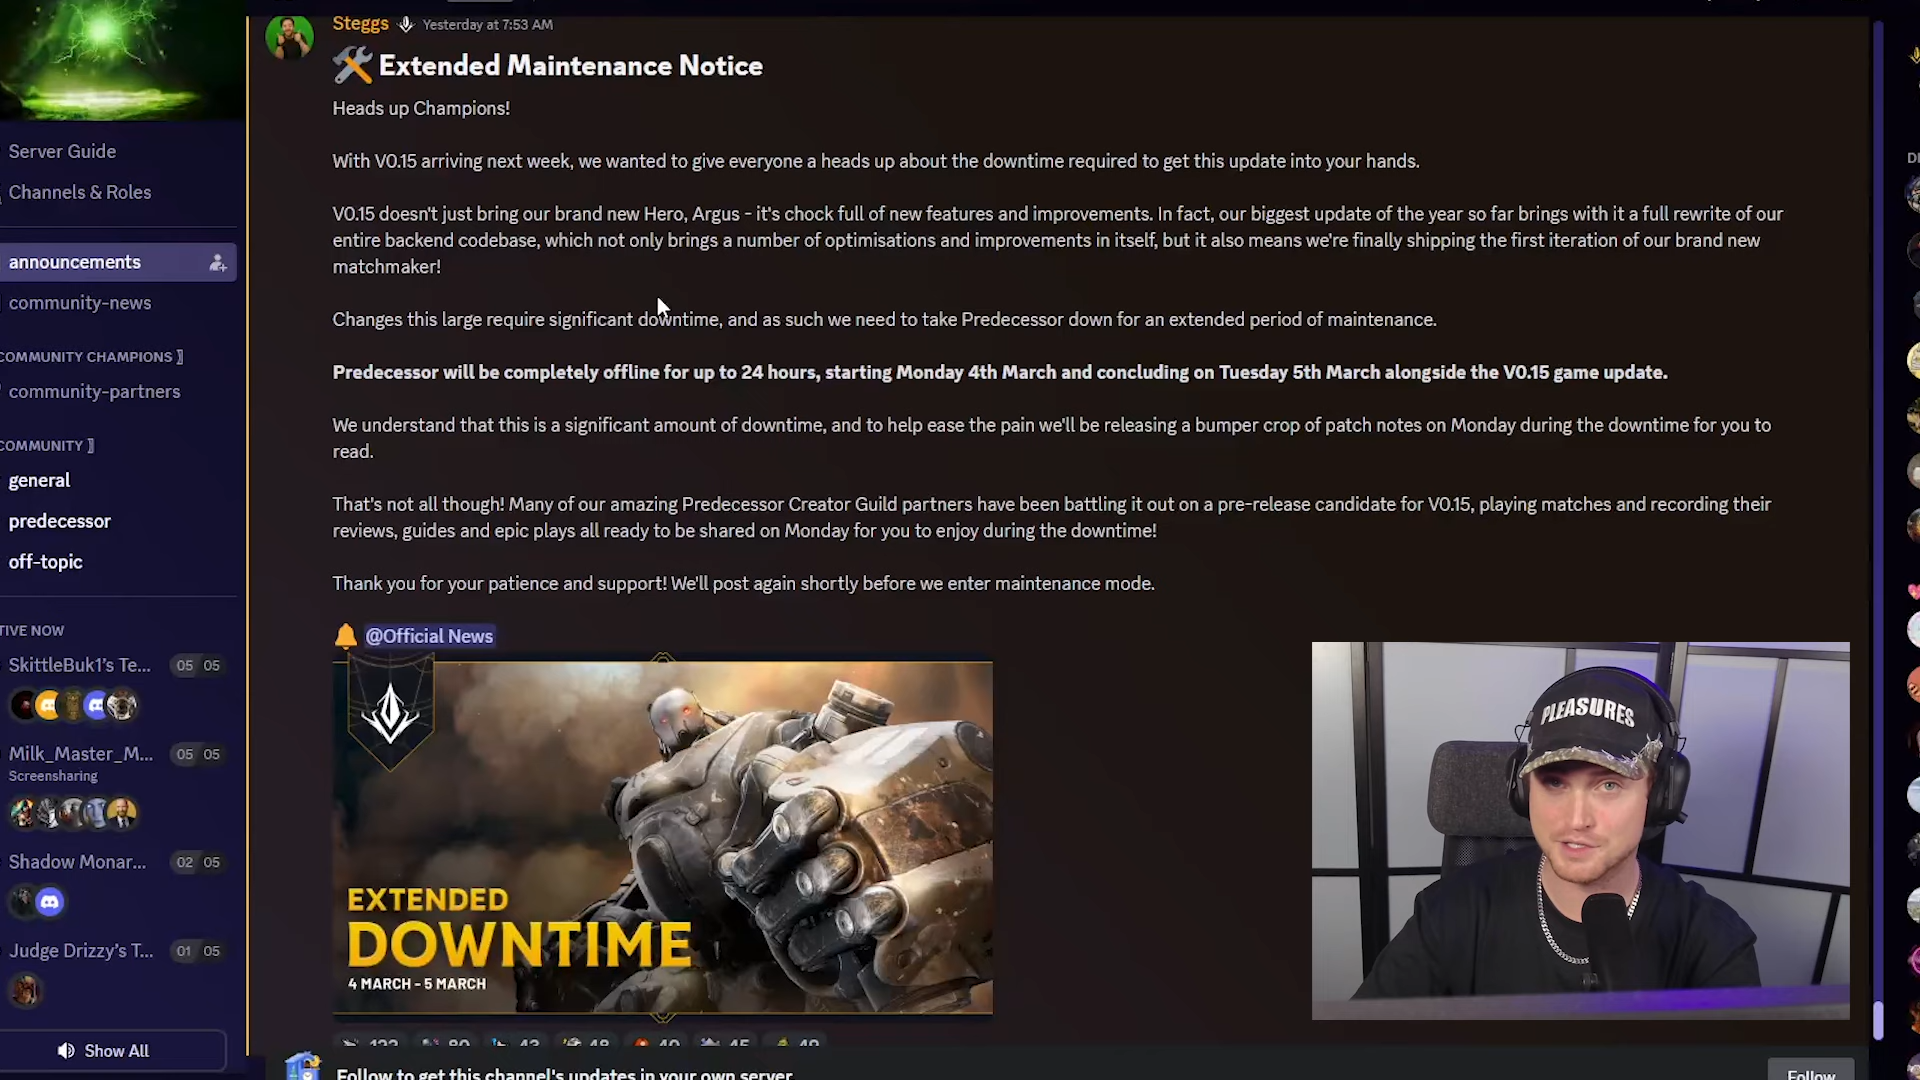 Steggs Yesterday at 7:53 AM
Extended Maintenance Notice
Heads up Champions!
With V0.15 arriving next week, we wanted to give everyone a heads up about the downtime required to get this update into your hands.
V0.15 doesn't just bring our brand new Hero, Argus - it's chock full of new features and improvements. In fact, our biggest update of the year so far brings with it a full rewrite of our
entire backend codebase, which not only brings a number of optimisations and improvements in itself, but it also means we're finally shipping the first iteration of our brand new
matchmaker!
Changes this large require significant downtime, and as such we need to take Predecessor down for an extended period of maintenance.
Predecessor will be completely offline for up to 24 hours, starting Monday 4th March and concluding on Tuesday 5th March alongside the V0.15 game update.
We understand that this is a significant amount of downtime, and to help ease the pain we'll be releasing a bumper crop of patch notes on Monday during the downtime for you to
read.
That's not all though! Many of our amazing Predecessor Creator Guild partners have been battling it out on a pre-release candidate for V0.15, playing matches and recording their
reviews, guides and epic plays all ready to be shared on Monday for you to enjoy during the downtime!
Thank you for your patience and support! We'll post again shortly before we enter maintenance mode.
@Official News
EXTENDED
DOWNTIME
4 MARCH - 5 MARCH
Follow to get this channel's updates in your own server
Follow
Server Guide
Channels & Roles
announcements
community-news
COMMUNITY CHAMPIONS 】
community-partners
COMMUNITY 】
general
predecessor
off-topic
TIVE NOW
SkittleBuk1's Te... 05 05
Milk_Master_M... 05 05
Screensharing
Shadow Monar... 02 05
Judge Drizzy's T... 01 05
Show All
PLEASURES